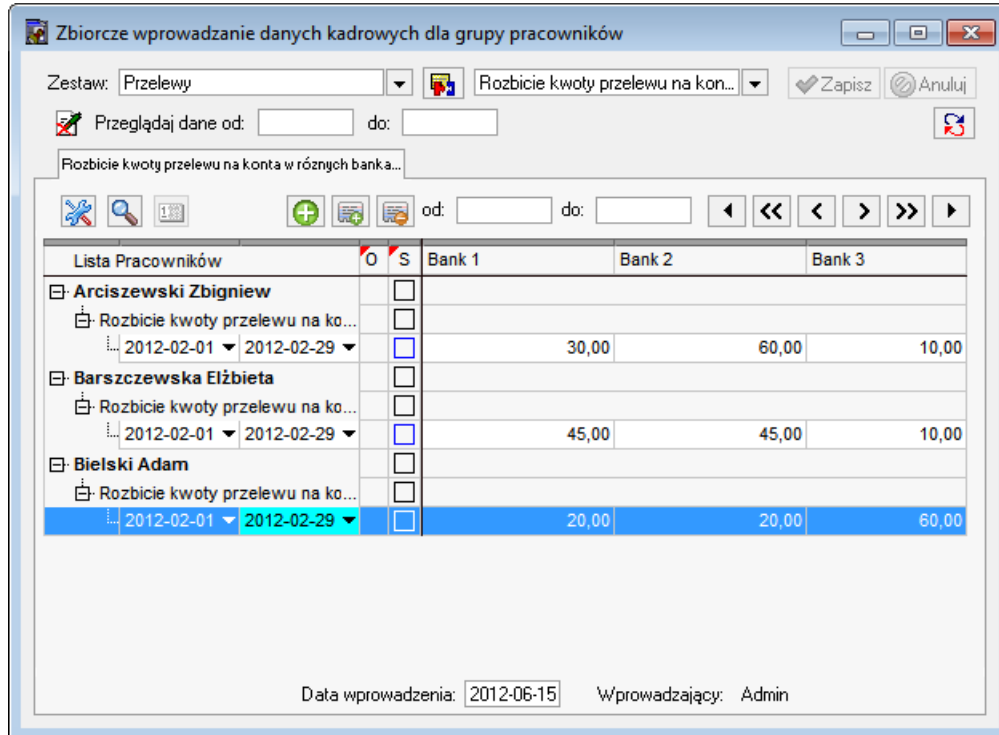 Zbiorcze wprowadzanie danych kadrowych dla grupy pracowników
Zestaw: Przelewy Rozbicie kwoty przelewu na kon... Zapisz Anuluj
Przeglądaj dane od: do:
Rozbicie kwoty przelewu na konta w róznych banka...
od: do:
Lista Pracowników O S Bank 1 Bank 2 Bank 3
Arciszewski Zbigniew
Rozbicie kwoty przelewu na ko...
2012-02-01 2012-02-29 30,00 60,00 10,00
Barszczewska Elżbieta
Rozbicie kwoty przelewu na ko...
2012-02-01 2012-02-29 45,00 45,00 10,00
Bielski Adam
Rozbicie kwoty przelewu na ko...
2012-02-01 2012-02-29 20,00 20,00 60,00
Data wprowadzenia: 2012-06-15 Wprowadzający: Admin